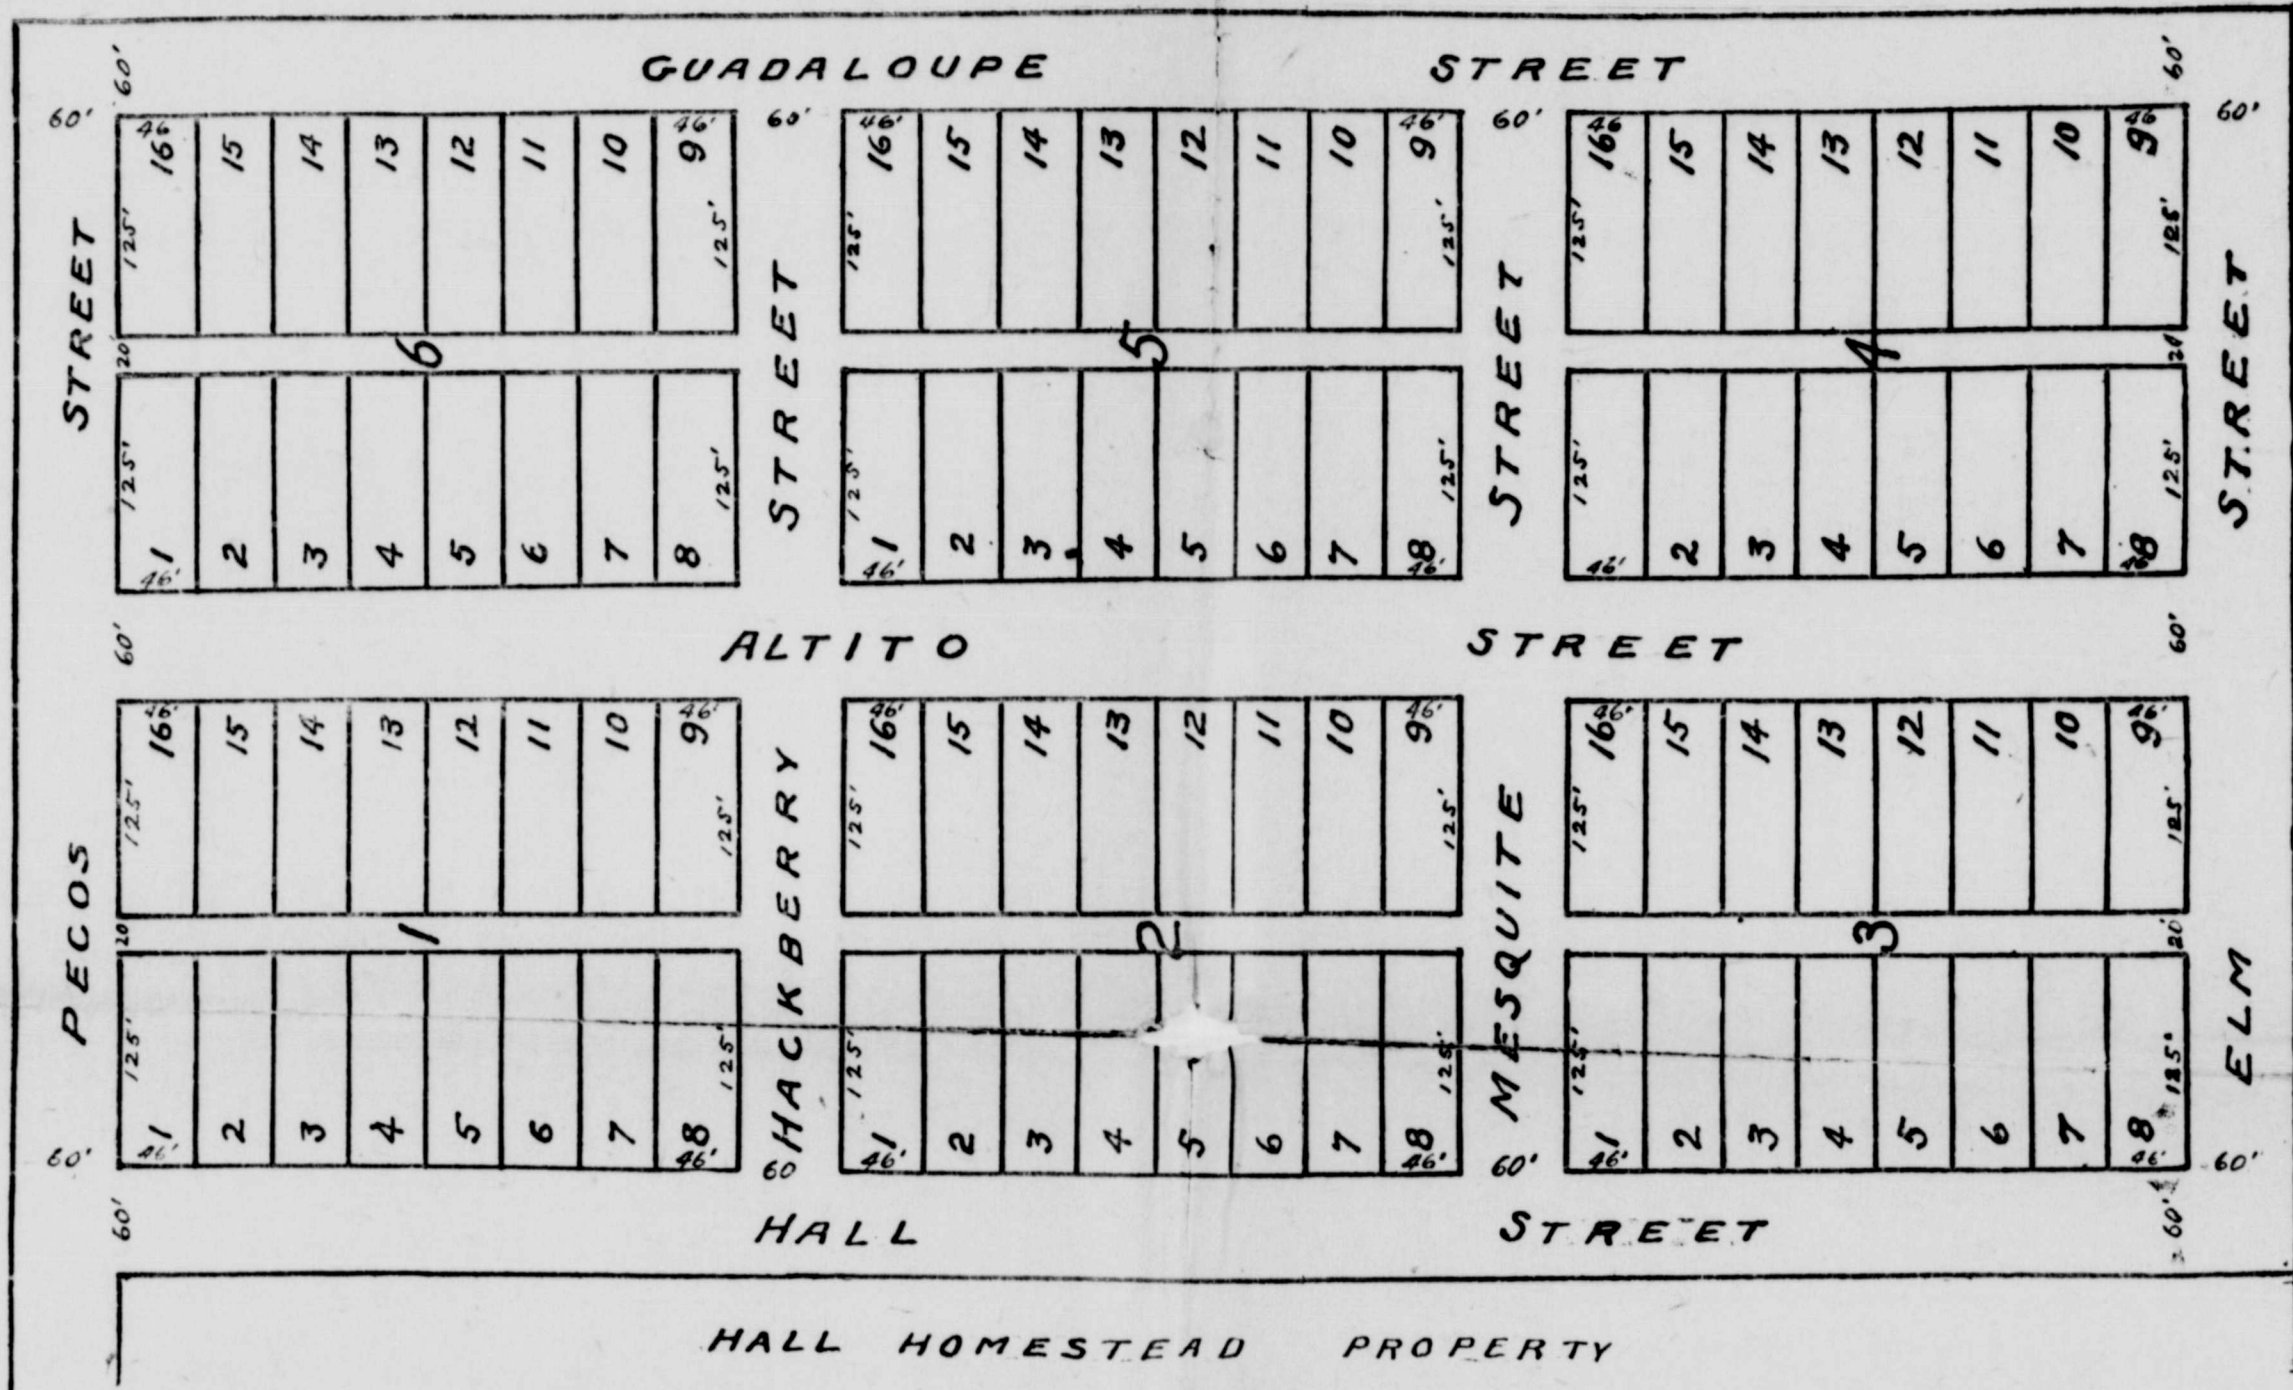 GUADALOUPE STREET
60' 60'
60' 60' 60' 60'
46 46' 46' 46' 46 46
16 15 14 13 12 11 10 9 16 15 14 13 12 11 10 9 16 15 14 13 12 11 10 9
125' 125' 125' 125' 125' 125'
20 6 5 4 20
125' 125' 125' 125' 125' 125'
1 2 3 4 5 6 7 8 1 2 3 4 5 6 7 8 2 3 4 5 6 7 8
46' 46' 46' 46' 46
60' ALTITO STREET 60'
46' 46' 46' 46' 46' 46'
16 15 14 13 12 11 10 9 16 15 14 13 12 11 10 9 16 15 14 13 12 11 10 9
125' 125' 125' 125' 125' 125'
20 1 2 3 20'
125' 125' 125' 125' 125' 125'
1 2 3 4 5 6 7 8 1 2 3 4 5 6 7 8 1 2 3 4 5 6 7 8
46' 46' 46' 46' 46' 46'
60' 60 60' 60'
60' HALL STREET 60'
PECOS STREET
HACKBERRY STREET
MESQUITE STREET
ELM STREET
HALL HOMESTEAD PROPERTY